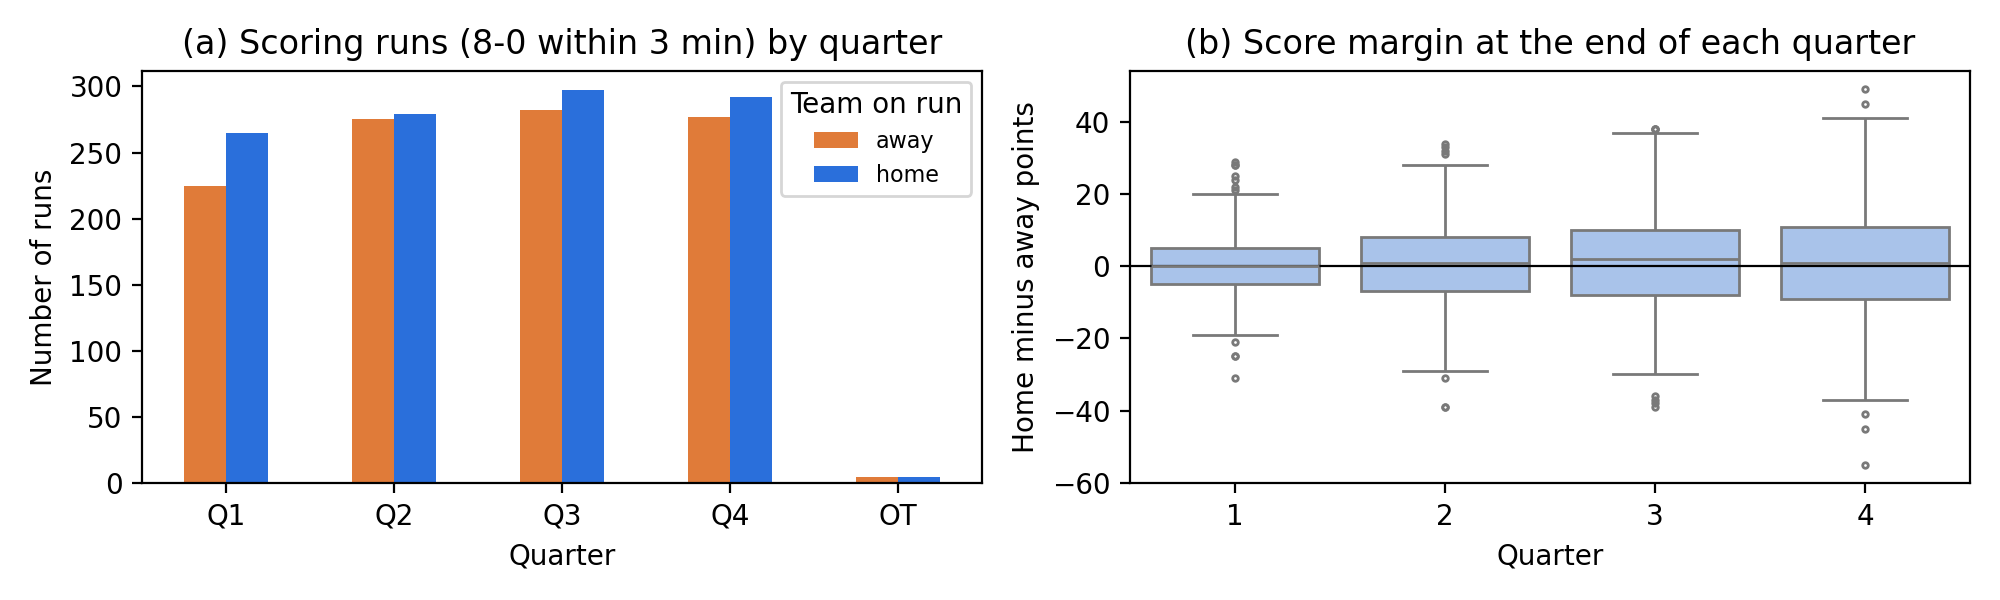 (a) Scoring runs (8-0 within 3 min) by quarter
Number of runs
300
250
200
150
100
50
0
Team on run
away
home
Q1 Q2 Q3 Q4 OT
Quarter
(b) Score margin at the end of each quarter
Home minus away points
40
20
0
−20
−40
−60
1 2 3 4
Quarter